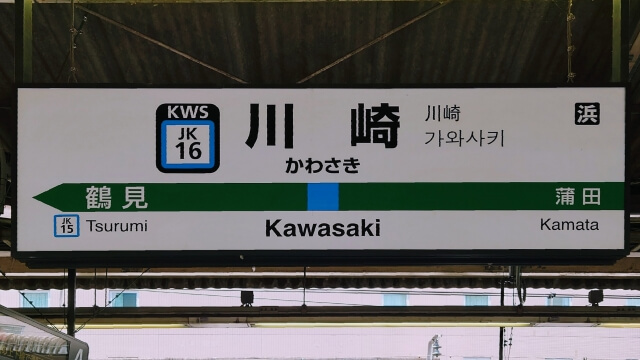 KWS
JK
16
川崎
かわさき
川崎
가와사키
浜
鶴見
蒲田
JK
15
Tsurumi
Kawasaki
Kamata